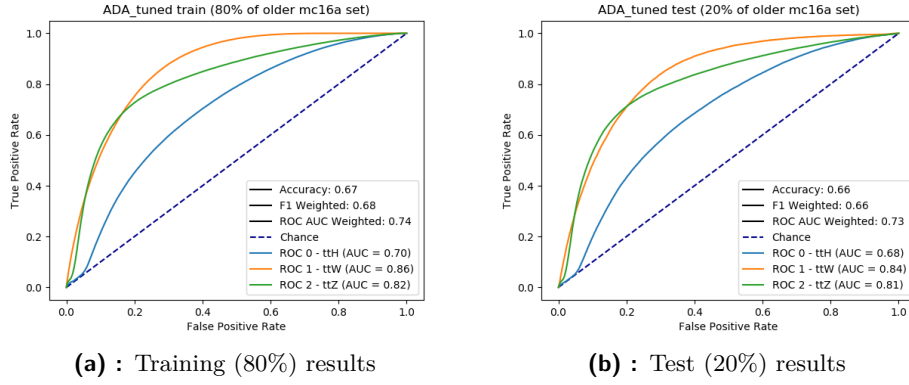 ADA_tuned train (80% of older mc16a set)
True Positive Rate
1.0
0.8
0.6
0.4
0.2
0.0
Accuracy: 0.67
F1 Weighted: 0.68
ROC AUC Weighted: 0.74
Chance
ROC 0 - ttH (AUC = 0.70)
ROC 1 - ttW (AUC = 0.86)
ROC 2 - ttZ (AUC = 0.82)
0.0 0.2 0.4 0.6 0.8 1.0
False Positive Rate
(a) : Training (80%) results
ADA_tuned test (20% of older mc16a set)
True Positive Rate
1.0
0.8
0.6
0.4
0.2
0.0
Accuracy: 0.66
F1 Weighted: 0.66
ROC AUC Weighted: 0.73
Chance
ROC 0 - ttH (AUC = 0.68)
ROC 1 - ttW (AUC = 0.84)
ROC 2 - ttZ (AUC = 0.81)
0.0 0.2 0.4 0.6 0.8 1.0
False Positive Rate
(b) : Test (20%) results